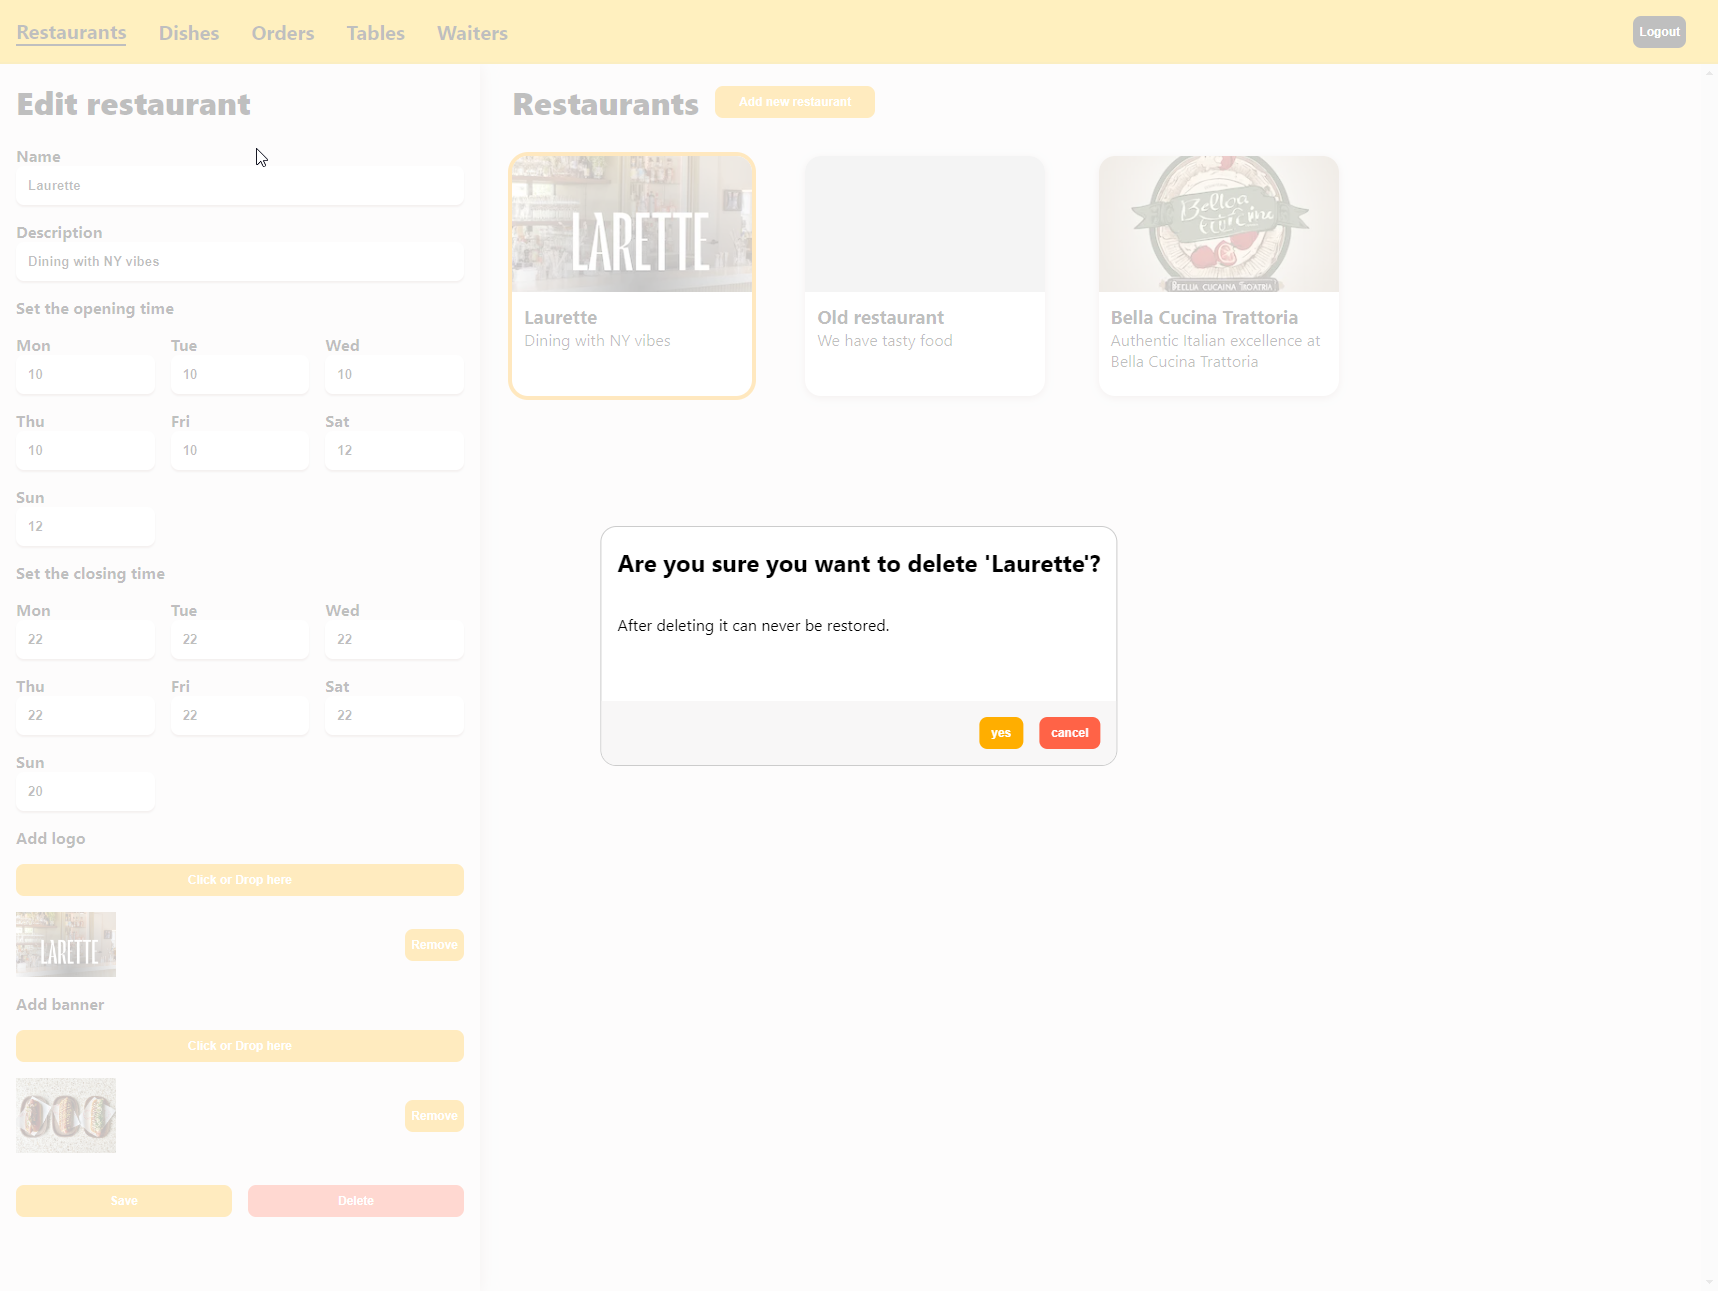 Restaurants Dishes Orders Tables Waiters Logout
Edit restaurant
Name
Laurette
Description
Dining with NY vibes
Set the opening time
Mon Tue Wed
10 10 10
Thu Fri Sat
10 10 12
Sun
12
Set the closing time
Mon Tue Wed
22 22 22
Thu Fri Sat
22 22 22
Sun
20
Add logo
Click or Drop here
LARETTE
Remove
Add banner
Click or Drop here
Remove
Save Delete
Restaurants Add new restaurant
LARETTE
Laurette
Dining with NY vibes
Old restaurant
We have tasty food
Bella Cucina Trattoria
Authentic Italian excellence at
Bella Cucina Trattoria
Are you sure you want to delete 'Laurette'?
After deleting it can never be restored.
yes cancel